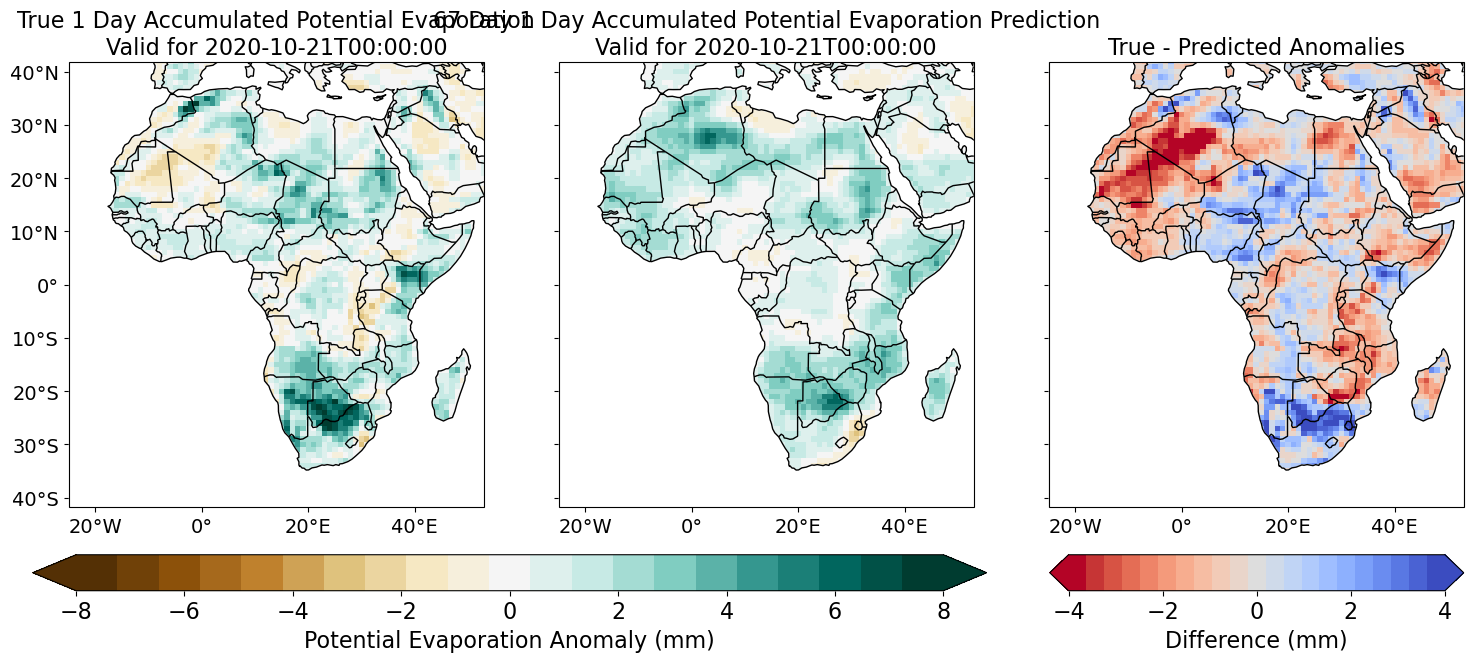 True 1 Day Accumulated Potential Evaporation
67 Day 1 Day Accumulated Potential Evaporation Prediction
Valid for 2020-10-21T00:00:00
Valid for 2020-10-21T00:00:00
True - Predicted Anomalies
40°N
30°N
20°N
10°N
0°
10°S
20°S
30°S
40°S
20°W 0° 20°E 40°E
20°W 0° 20°E 40°E
20°W 0° 20°E 40°E
−8 −6 −4 −2 0 2 4 6 8
Potential Evaporation Anomaly (mm)
−4 −2 0 2 4
Difference (mm)